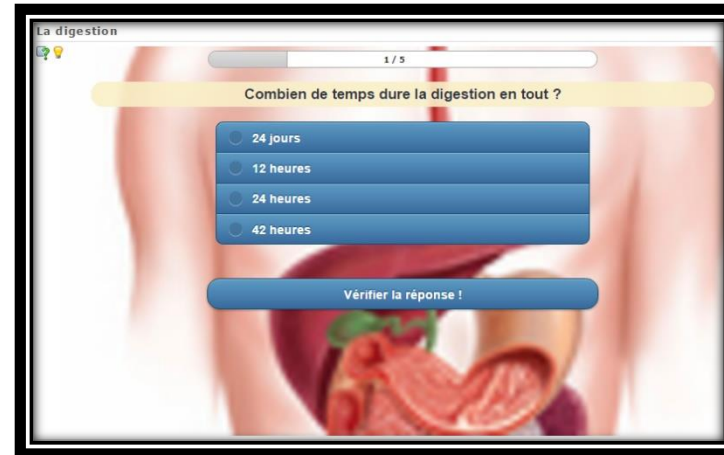 La digestion
1 / 5
Combien de temps dure la digestion en tout ?
24 jours
12 heures
24 heures
42 heures
Vérifier la réponse !